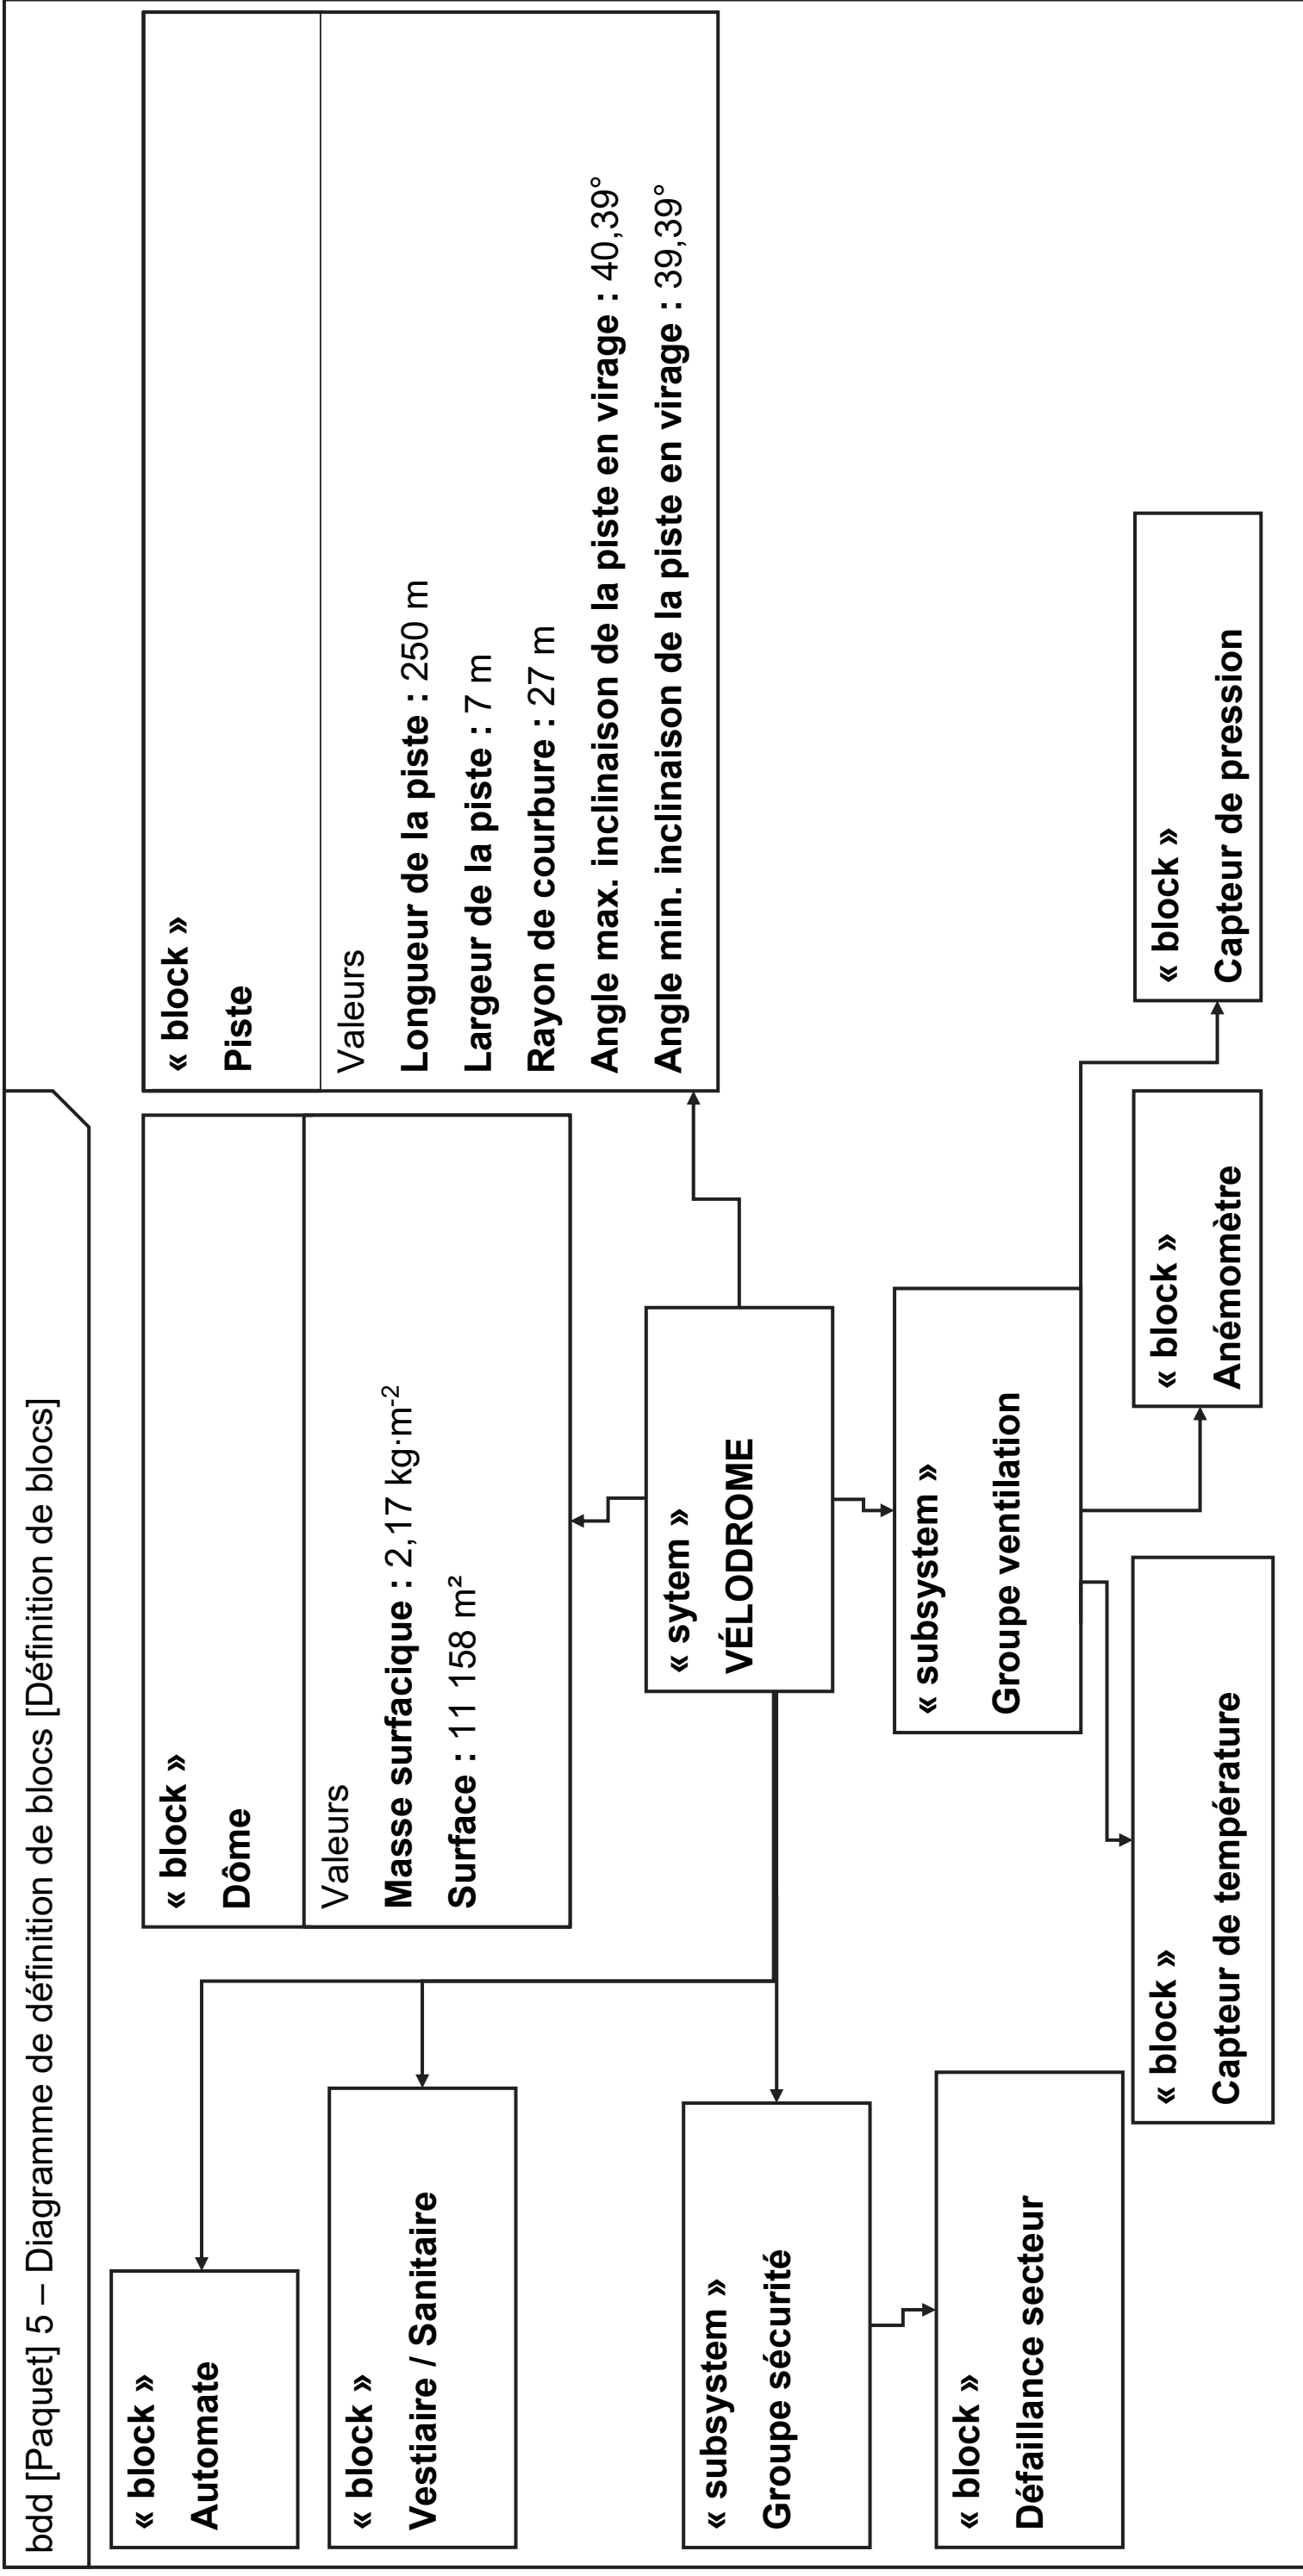 bdd [Paquet] 5 – Diagramme de définition de blocs [Définition de blocs]
« block »
Automate
« block »
Vestiaire / Sanitaire
« subsystem »
Groupe sécurité
« block »
Défaillance secteur
« block »
Dôme
Valeurs
Masse surfacique : 2,17 kg·m-²
Surface : 11 158 m²
« block »
Piste
Valeurs
Longueur de la piste : 250 m
Largeur de la piste : 7 m
Rayon de courbure : 27 m
Angle max. inclinaison de la piste en virage : 40,39°
Angle min. inclinaison de la piste en virage : 39,39°
« sytem »
VÉLODROME
« subsystem »
Groupe ventilation
« block »
Capteur de température
« block »
Anémomètre
« block »
Capteur de pression